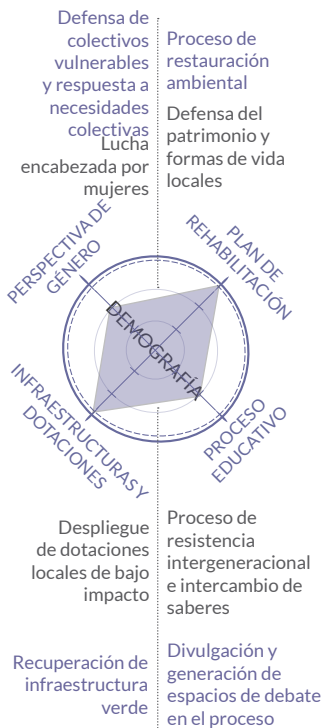 Defensa de
colectivos
vulnerables
y respuesta a
necesidades
colectivas
Lucha
encabezada por
mujeres
Proceso de
restauración
ambiental
Defensa del
patrimonio y
formas de vida
locales
PERSPECTIVA DE
GÉNERO
PLAN DE
REHABILITACIÓN
DEMOGRAFÍA
INFRAESTRUCTURAS Y
DOTACIONES
PROCESO
EDUCATIVO
Despliegue
de dotaciones
locales de bajo
impacto
Recuperación de
infraestructura
verde
Proceso de
resistencia
intergeneracional
e intercambio de
saberes
Divulgación y
generación de
espacios de debate
en el proceso